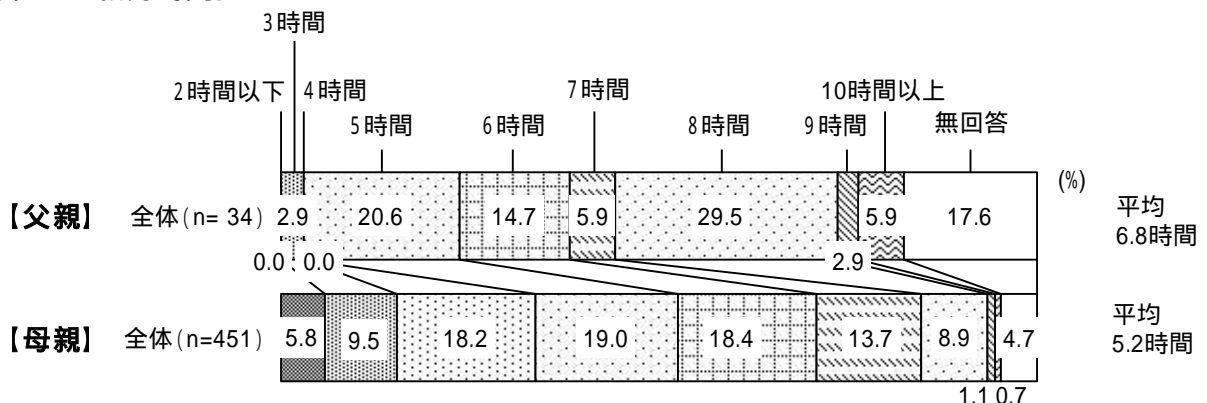 3時間
2時間以下 4時間 7時間 10時間以上
5時間 6時間 8時間 9時間 無回答
(%)
【父親】 全体(n= 34) 2.9 20.6 14.7 5.9 29.5 5.9 17.6 平均
6.8時間
0.0 0.0 2.9
【母親】 全体(n=451) 5.8 9.5 18.2 19.0 18.4 13.7 8.9 4.7 平均
5.2時間
1.1 0.7